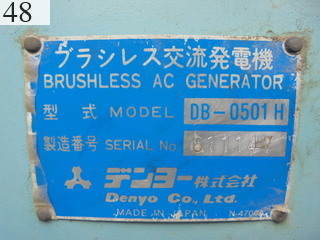 48
ブラシレス交流発電機
BRUSHLESS AC GENERATOR
型式 MODEL DB-0501H
製造番号 SERIAL No
デンヨー株式会社
Denyo Co., Ltd.
MADE IN JAPAN